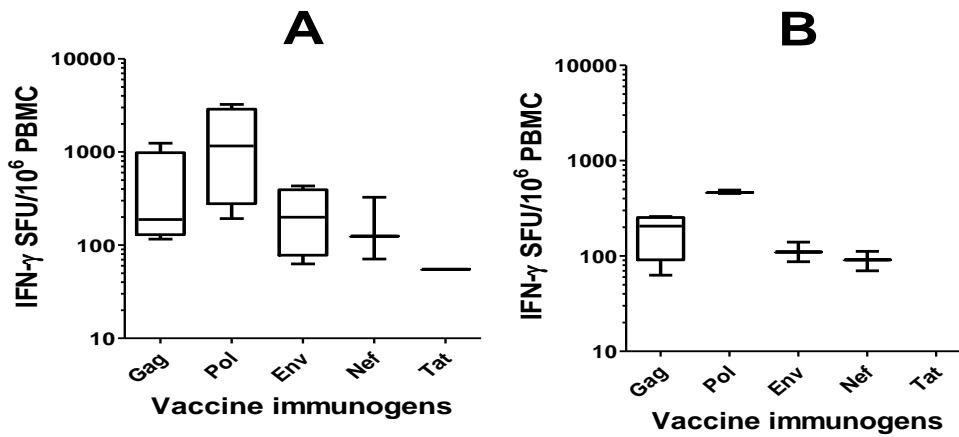 A
IFN-γ SFU/10⁶ PBMC
10000
1000
100
10
Gag Pol Env Nef Tat
Vaccine immunogens
B
IFN-γ SFU/10⁶ PBMC
10000
1000
100
10
Gag Pol Env Nef Tat
Vaccine immunogens